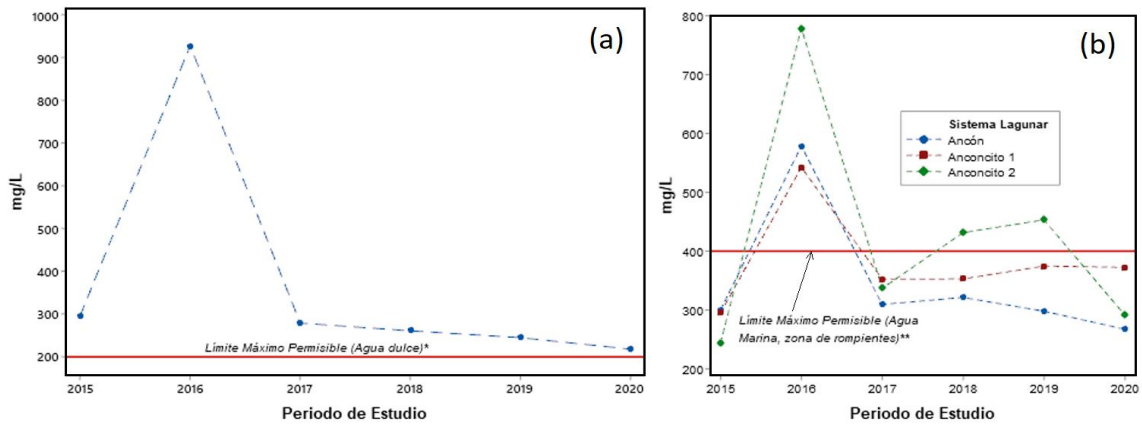 (a)
1000
900
800
700
600
500
400
300
200
mg/L
Límite Máximo Permisible (Agua dulce)*
2015 2016 2017 2018 2019 2020
Periodo de Estudio
(b)
800
700
600
500
400
300
200
mg/L
Sistema Lagunar
Ancón
Anconcito 1
Anconcito 2
Límite Máximo Permisible (Agua
Marina, zona de rompientes)**
2015 2016 2017 2018 2019 2020
Periodo de Estudio